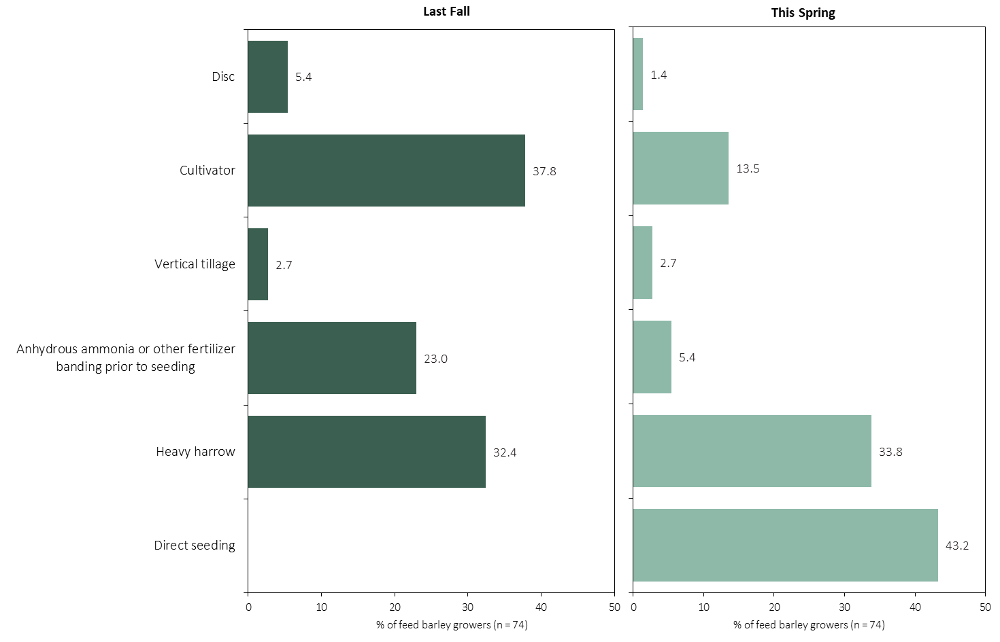 Last Fall
This Spring
Disc
5.4
1.4
Cultivator
37.8
13.5
Vertical tillage
2.7
2.7
Anhydrous ammonia or other fertilizer
banding prior to seeding
23.0
5.4
Heavy harrow
32.4
33.8
Direct seeding
43.2
0 10 20 30 40 50
0 10 20 30 40 50
% of feed barley growers (n = 74)
% of feed barley growers (n = 74)